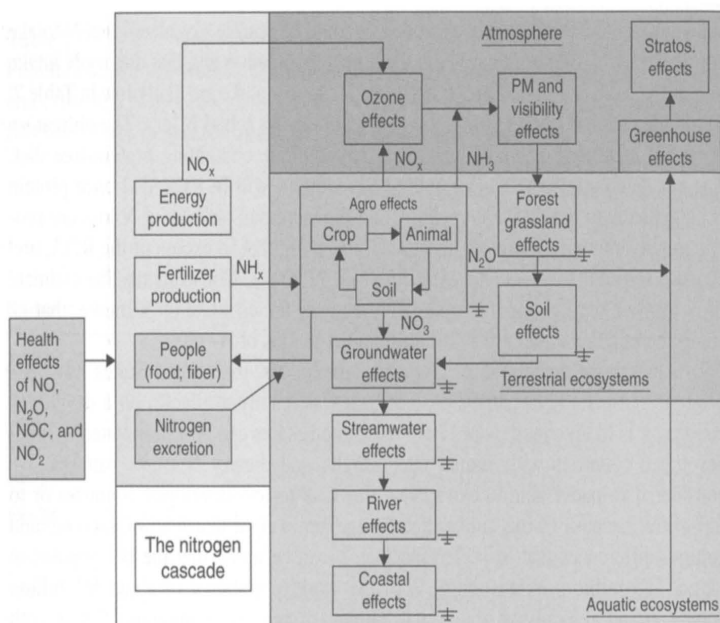 Atmosphere
Stratos.
effects
Ozone
effects
PM and
visibility
effects
Greenhouse
effects
NOx
NOx
NH3
Energy
production
Agro effects
Crop
Animal
Soil
Forest
grassland
effects
N2O
Fertilizer
production
NHx
NO3
Soil
effects
Health
effects
of NO,
N2O,
NOC, and
NO2
People
(food; fiber)
Groundwater
effects
Terrestrial ecosystems
Nitrogen
excretion
Streamwater
effects
River
effects
The nitrogen
cascade
Coastal
effects
Aquatic ecosystems